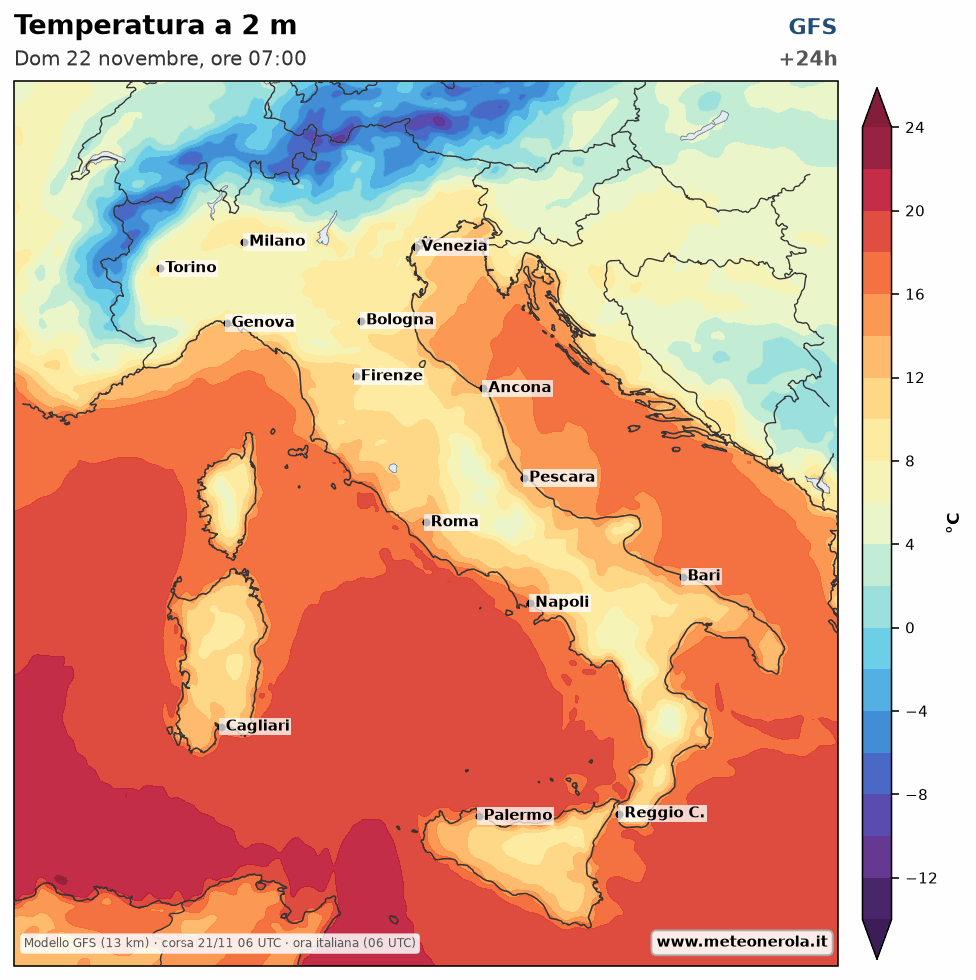 Temperatura a 2 m
GFS
Dom 22 novembre, ore 07:00
+24h
Milano
Venezia
Torino
Genova
Bologna
Firenze
Ancona
Pescara
Roma
Bari
Napoli
Cagliari
Palermo
Reggio C.
24
20
16
12
8
4
0
−4
−8
−12
°C
Modello GFS (13 km) · corsa 21/11 06 UTC · ora italiana (06 UTC)
www.meteonerola.it